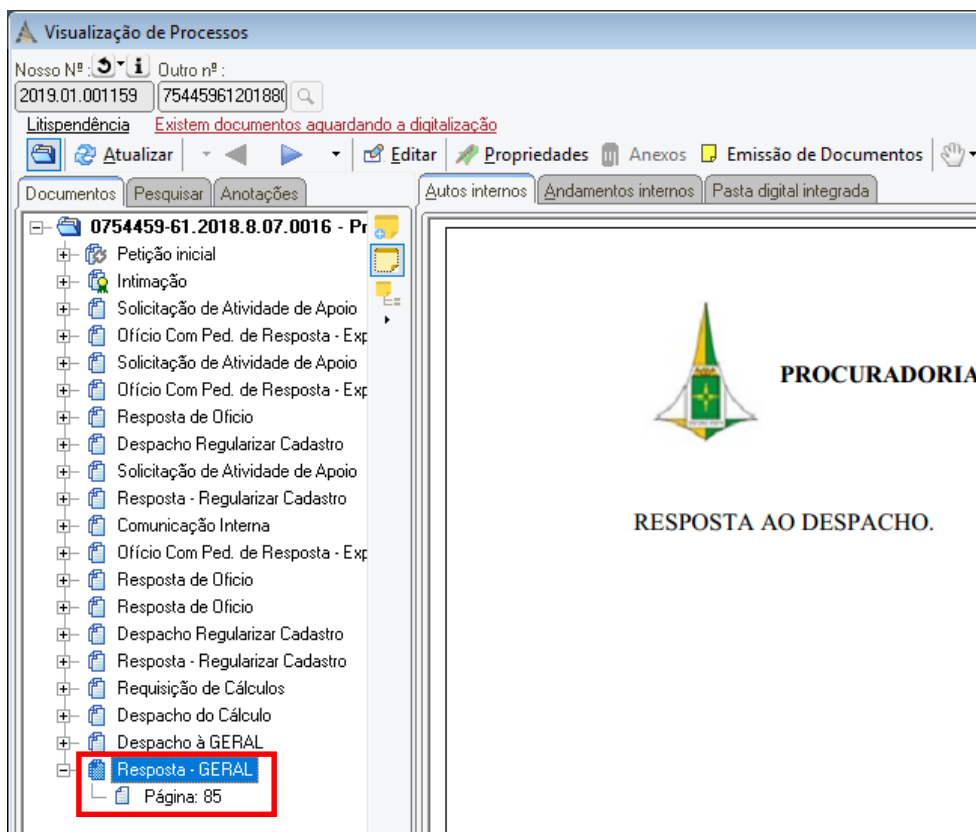 Visualização de Processos
Nosso Nº : Outro nº :
2019.01.001159 75445961201880
Litispendência Existem documentos aguardando a digitalização
Atualizar Editar Propriedades Anexos Emissão de Documentos
Documentos Pesquisar Anotações Autos internos Andamentos internos Pasta digital integrada
0754459-61.2018.8.07.0016 - Pr
Petição inicial
Intimação
Solicitação de Atividade de Apoio
Ofício Com Ped. de Resposta - Exp
Solicitação de Atividade de Apoio
Ofício Com Ped. de Resposta - Exp
Resposta de Oficio
Despacho Regularizar Cadastro
Solicitação de Atividade de Apoio
Resposta - Regularizar Cadastro
Comunicação Interna
Ofício Com Ped. de Resposta - Exp
Resposta de Oficio
Resposta de Oficio
Despacho Regularizar Cadastro
Resposta - Regularizar Cadastro
Requisição de Cálculos
Despacho do Cálculo
Despacho à GERAL
Resposta - GERAL
Página: 85
PROCURADORIA
RESPOSTA AO DESPACHO.